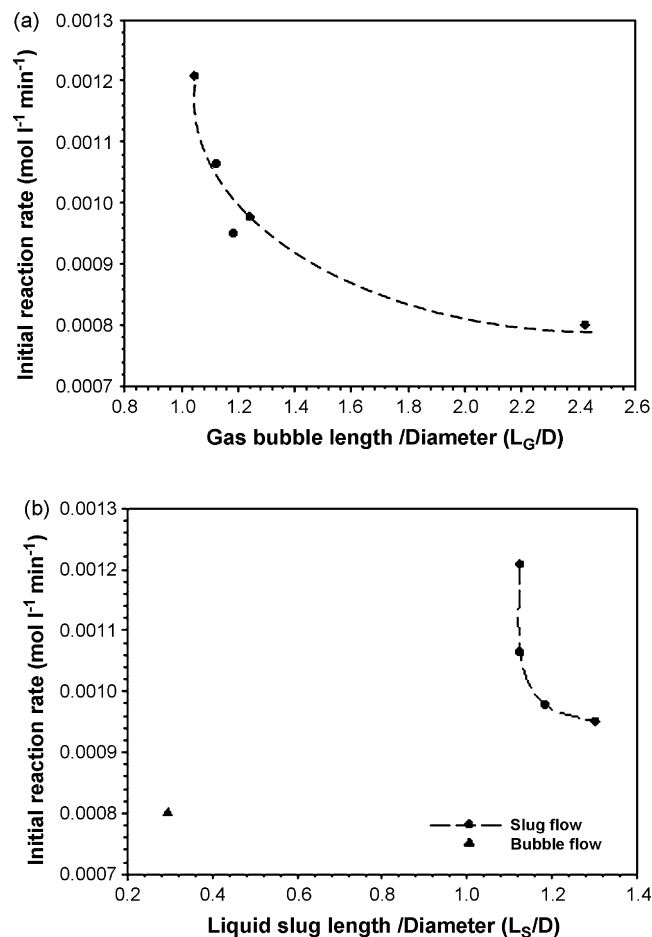 (a)
0.0013
0.0012
0.0011
0.0010
0.0009
0.0008
0.0007
Initial reaction rate (mol l⁻¹ min⁻¹)
0.8 1.0 1.2 1.4 1.6 1.8 2.0 2.2 2.4 2.6
Gas bubble length /Diameter (L_G/D)
(b)
0.0013
0.0012
0.0011
0.0010
0.0009
0.0008
0.0007
Initial reaction rate (mol l⁻¹ min⁻¹)
Slug flow
Bubble flow
0.2 0.4 0.6 0.8 1.0 1.2 1.4
Liquid slug length /Diameter (L_S/D)